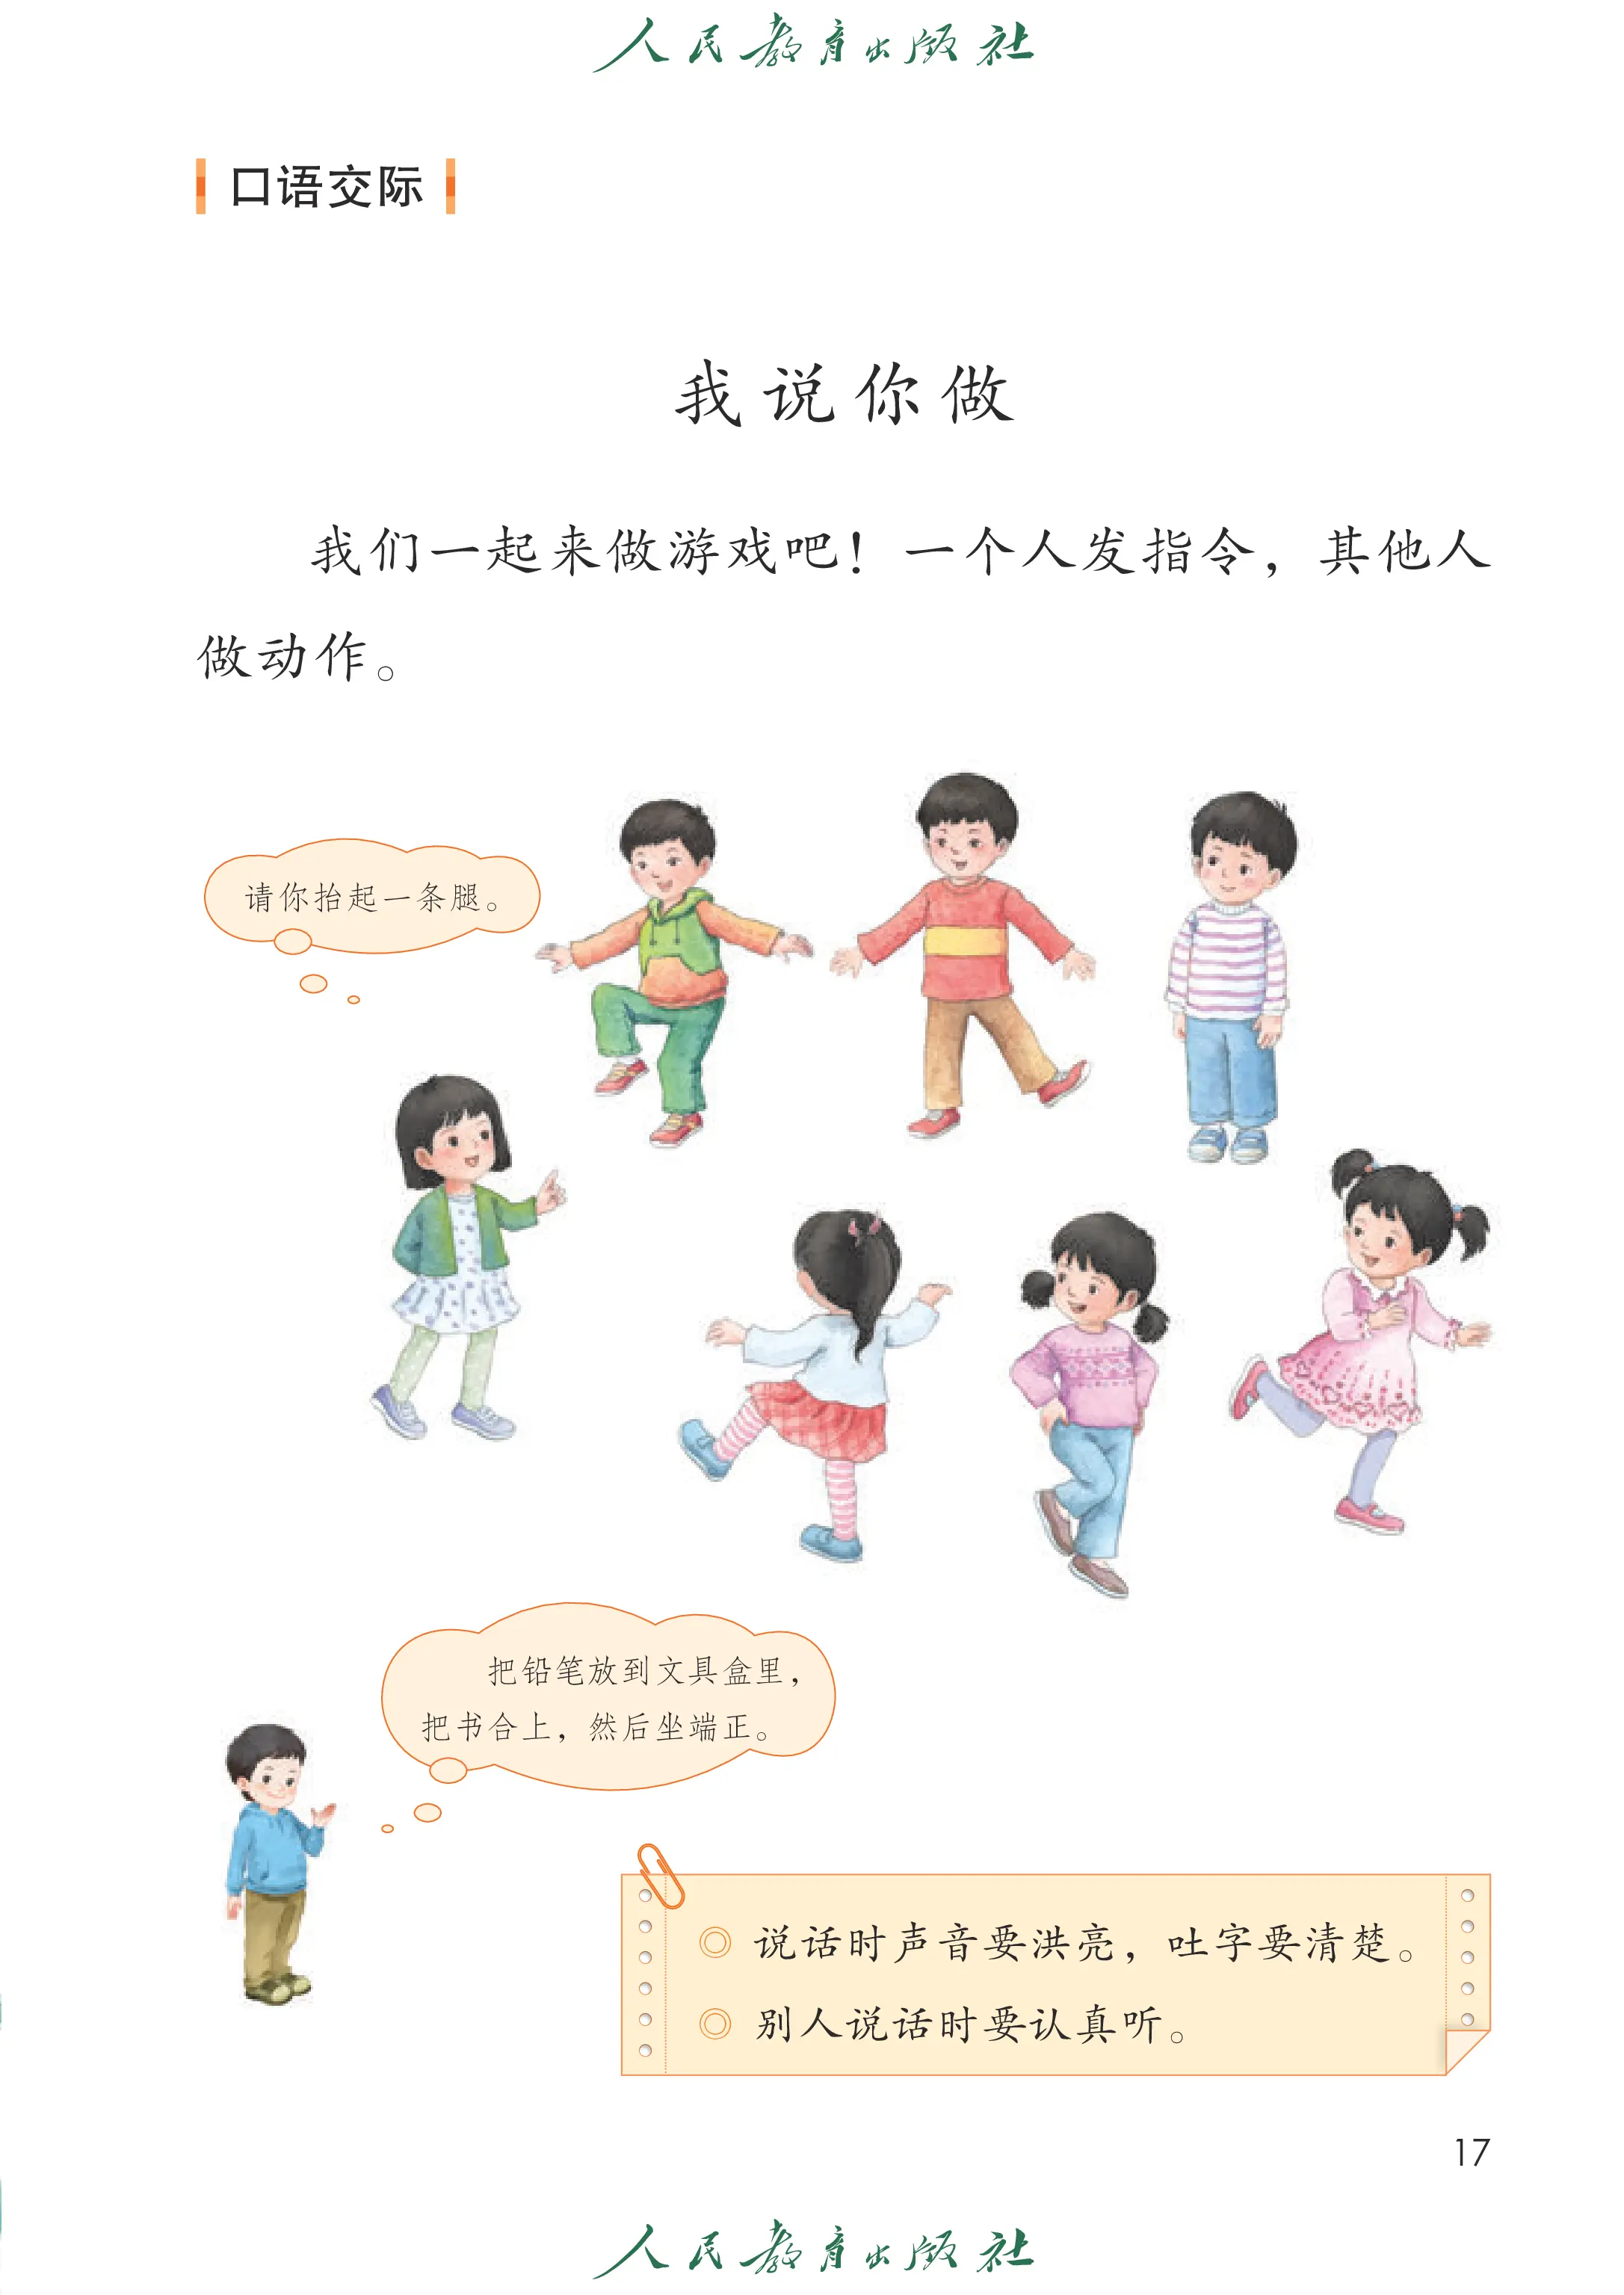 人民教育出版社
口语交际
我说你做
我们一起来做游戏吧！一个人发指令，其他人
做动作。
请你抬起一条腿。
把铅笔放到文具盒里，
把书合上，然后坐端正。
◎ 说话时声音要洪亮，吐字要清楚。
◎ 别人说话时要认真听。
17
人民教育出版社